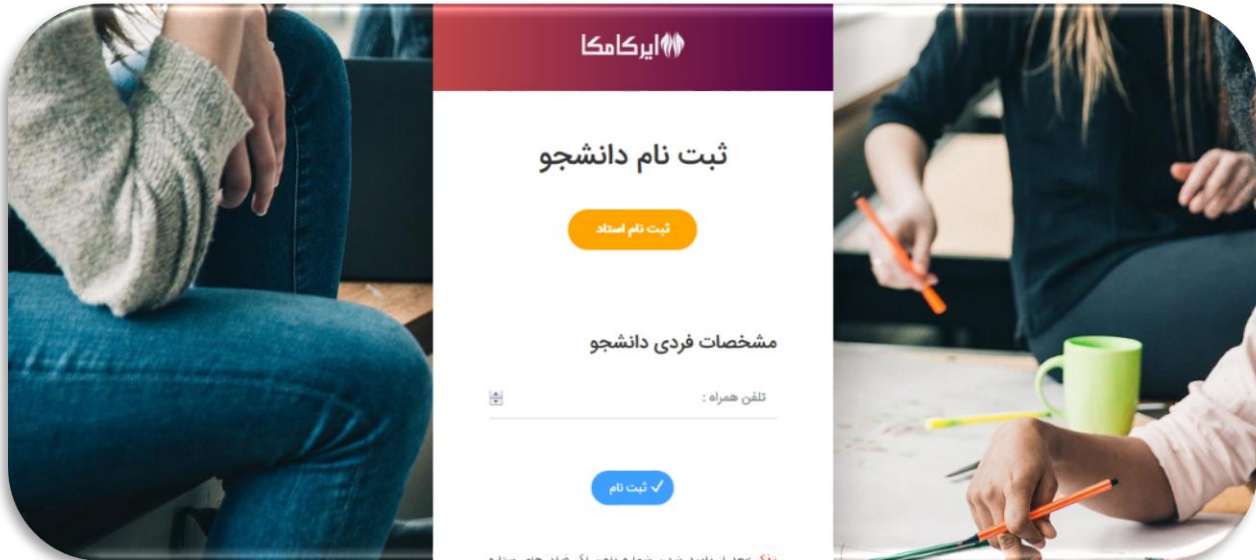 ایرکامکا
ثبت نام دانشجو
ثبت نام استاد
مشخصات فردی دانشجو
تلفن همراه :
ثبت نام